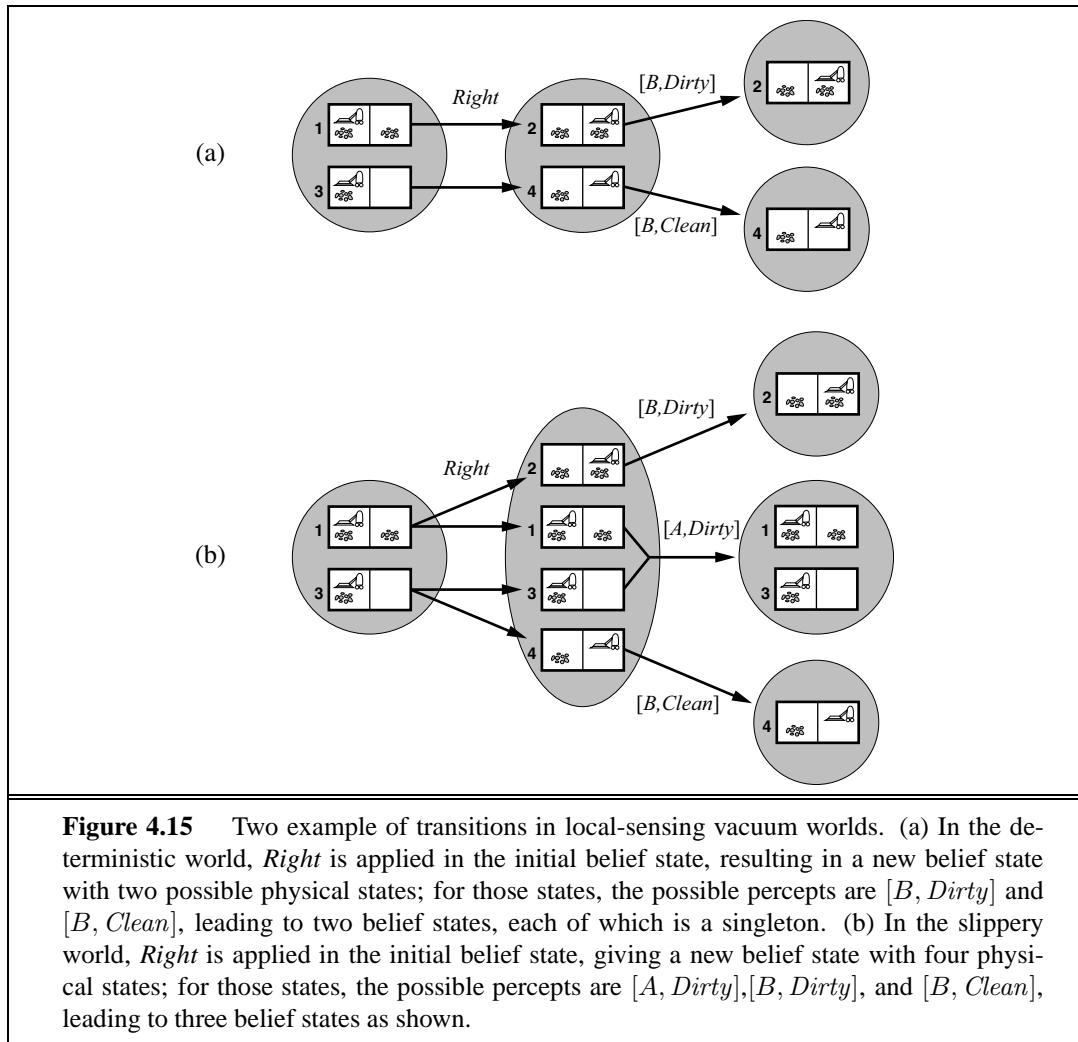 (a)
Right
[B,Dirty]
[B,Clean]
1
3
2
4
2
4
(b)
Right
[B,Dirty]
[A,Dirty]
[B,Clean]
1
3
2
1
3
4
2
1
3
4
Figure 4.15 Two example of transitions in local-sensing vacuum worlds. (a) In the de-
terministic world, Right is applied in the initial belief state, resulting in a new belief state
with two possible physical states; for those states, the possible percepts are [B, Dirty] and
[B, Clean], leading to two belief states, each of which is a singleton. (b) In the slippery
world, Right is applied in the initial belief state, giving a new belief state with four physi-
cal states; for those states, the possible percepts are [A, Dirty],[B, Dirty], and [B, Clean],
leading to three belief states as shown.